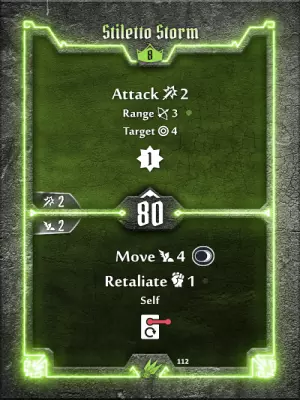 Stiletto Storm
8
Attack 2
Range 3
Target 4
1
2
80
2
Move 4
Retaliate 1
Self
112